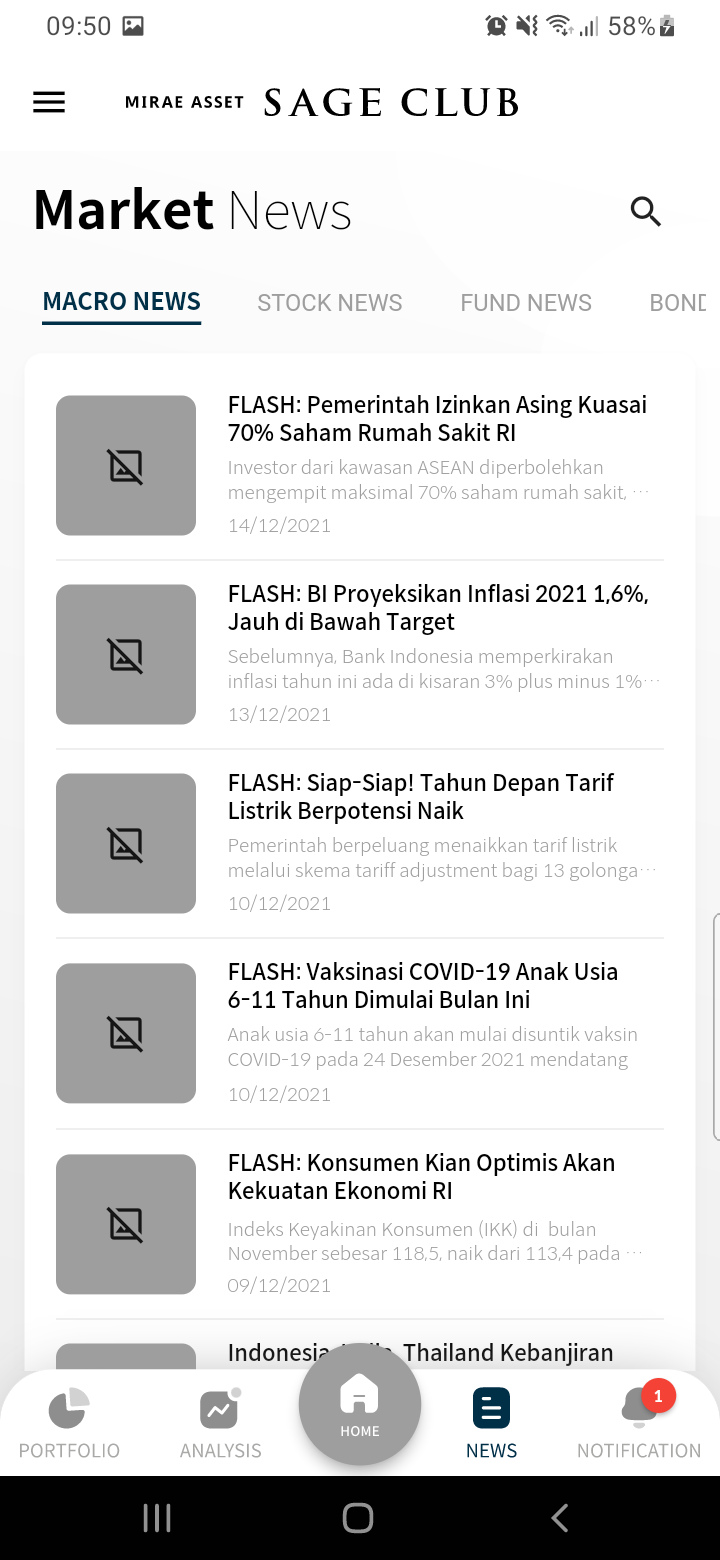 09:50
58%
MIRAE ASSET SAGE CLUB
Market News
MACRO NEWS STOCK NEWS FUND NEWS BOND
FLASH: Pemerintah Izinkan Asing Kuasai
70% Saham Rumah Sakit RI
Investor dari kawasan ASEAN diperbolehkan
mengempit maksimal 70% saham rumah sakit, ...
14/12/2021
FLASH: BI Proyeksikan Inflasi 2021 1,6%,
Jauh di Bawah Target
Sebelumnya, Bank Indonesia memperkirakan
inflasi tahun ini ada di kisaran 3% plus minus 1%...
13/12/2021
FLASH: Siap-Siap! Tahun Depan Tarif
Listrik Berpotensi Naik
Pemerintah berpeluang menaikkan tarif listrik
melalui skema tariff adjustment bagi 13 golonga...
10/12/2021
FLASH: Vaksinasi COVID-19 Anak Usia
6-11 Tahun Dimulai Bulan Ini
Anak usia 6-11 tahun akan mulai disuntik vaksin
COVID-19 pada 24 Desember 2021 mendatang
10/12/2021
FLASH: Konsumen Kian Optimis Akan
Kekuatan Ekonomi RI
Indeks Keyakinan Konsumen (IKK) di bulan
November sebesar 118,5, naik dari 113,4 pada ...
09/12/2021
Indonesia, Thailand Kebanjiran
PORTFOLIO ANALYSIS HOME NEWS 1 NOTIFICATION